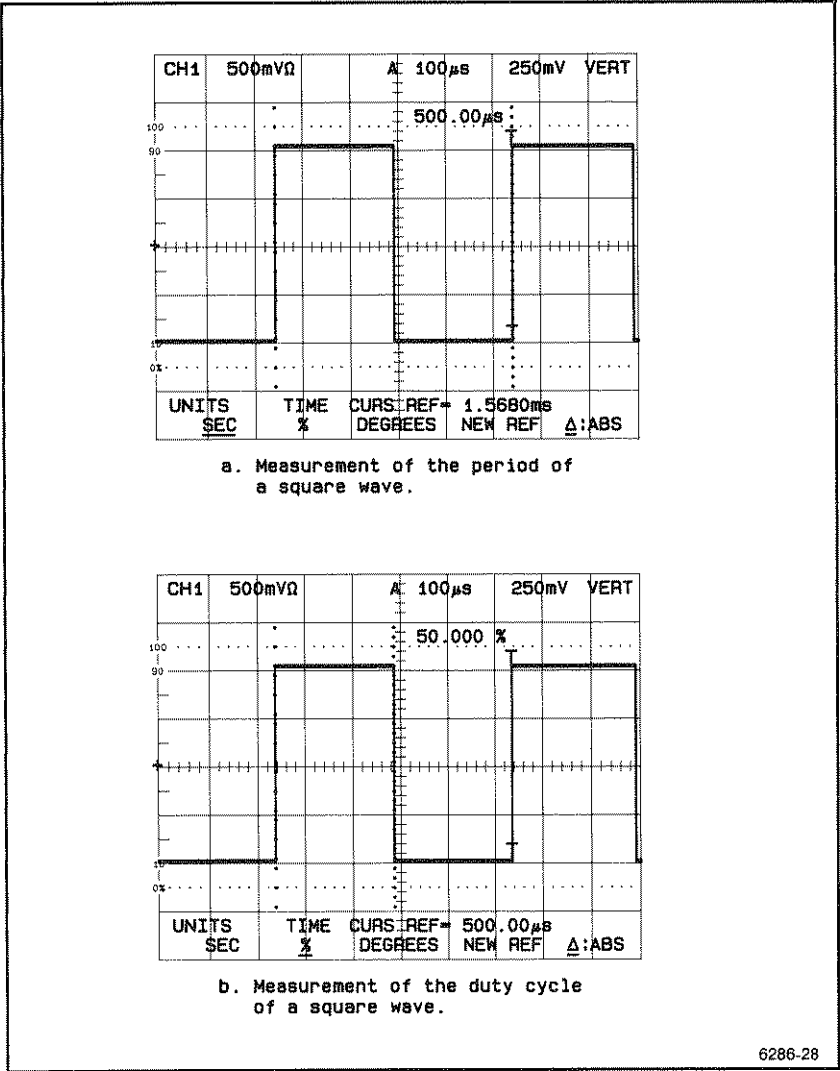 CH1 500mVΩ A 100µs 250mV VERT
500.00µs
100
90
10
0%
UNITS TIME CURS REF= 1.5680ms
SEC % DEGREES NEW REF Δ:ABS
a. Measurement of the period of
a square wave.
CH1 500mVΩ A 100µs 250mV VERT
50.000 %
100
90
10
0%
UNITS TIME CURS REF= 500.00µs
SEC % DEGREES NEW REF Δ:ABS
b. Measurement of the duty cycle
of a square wave.
6286-28